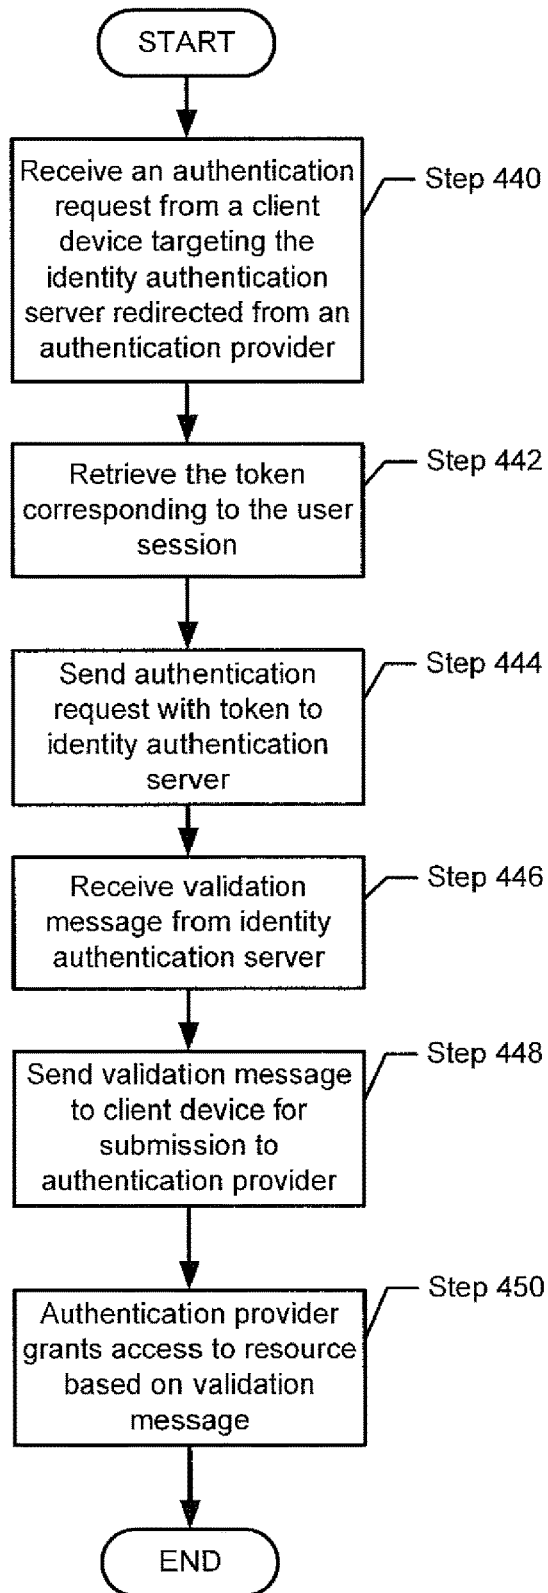 START
Receive an authentication
request from a client
device targeting the
identity authentication
server redirected from an
authentication provider
Step 440
Retrieve the token
corresponding to the user
session
Step 442
Send authentication
request with token to
identity authentication
server
Step 444
Receive validation
message from identity
authentication server
Step 446
Send validation message
to client device for
submission to
authentication provider
Step 448
Authentication provider
grants access to resource
based on validation
message
Step 450
END